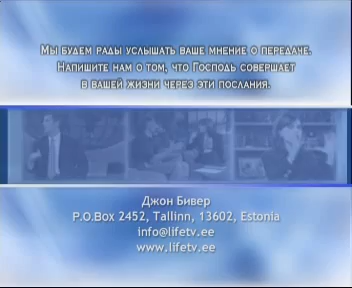 Мы будем рады услышать ваше мнение о передаче.
Напишите нам о том, что Господь совершает
в вашей жизни через эти послания.
Джон Бивер
P.O.Box 2452, Tallinn, 13602, Estonia
info@lifetv.ee
www.lifetv.ee